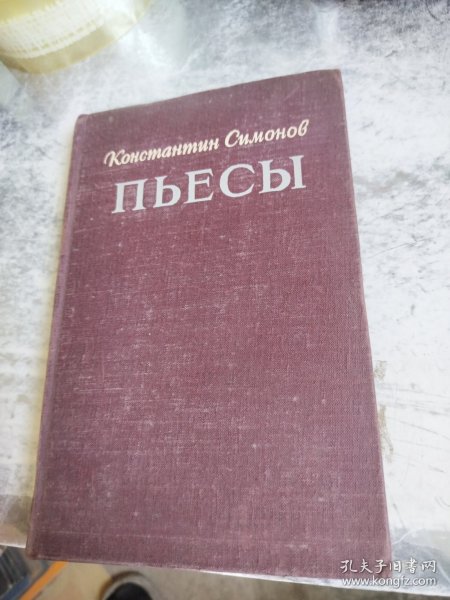 Константин Симонов
ПЬЕСЫ
孔夫子旧书网
www.kongfz.com